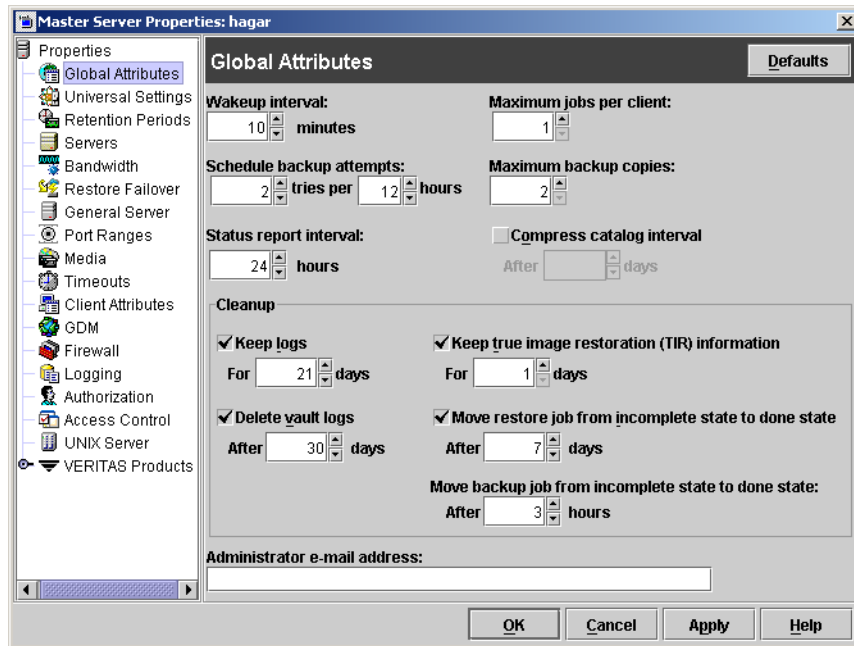 Master Server Properties: hagar
Properties
Global Attributes
Universal Settings
Retention Periods
Servers
Bandwidth
Restore Failover
General Server
Port Ranges
Media
Timeouts
Client Attributes
GDM
Firewall
Logging
Authorization
Access Control
UNIX Server
VERITAS Products
Global Attributes
Defaults
Wakeup interval:
10 minutes
Maximum jobs per client:
1
Schedule backup attempts:
2 tries per 12 hours
Maximum backup copies:
2
Status report interval:
24 hours
Compress catalog interval
After days
Cleanup
Keep logs
For 21 days
Keep true image restoration (TIR) information
For 1 days
Delete vault logs
After 30 days
Move restore job from incomplete state to done state
After 7 days
Move backup job from incomplete state to done state:
After 3 hours
Administrator e-mail address:
OK Cancel Apply Help